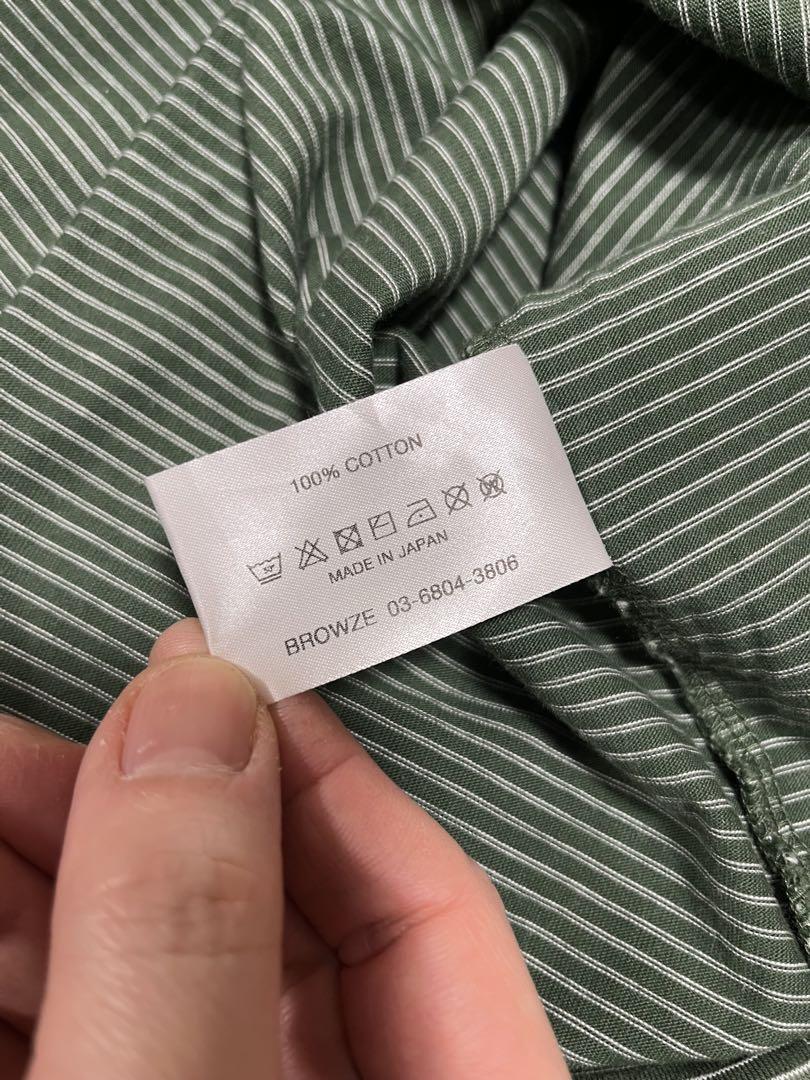 100% COTTON
MADE IN JAPAN
BROWZE 03-6804-3806